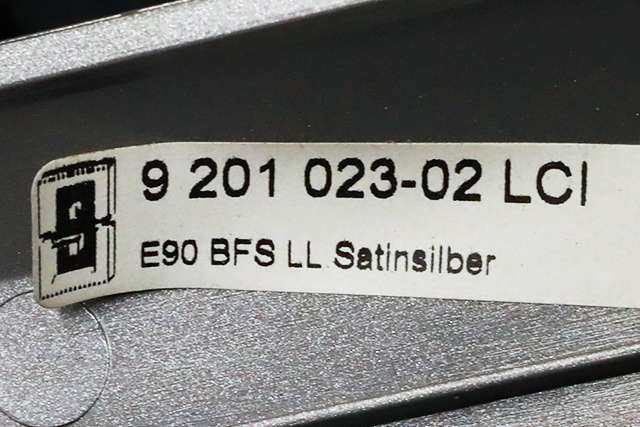 9 201 023-02 LCI
E90 BFS LL Satinsilber